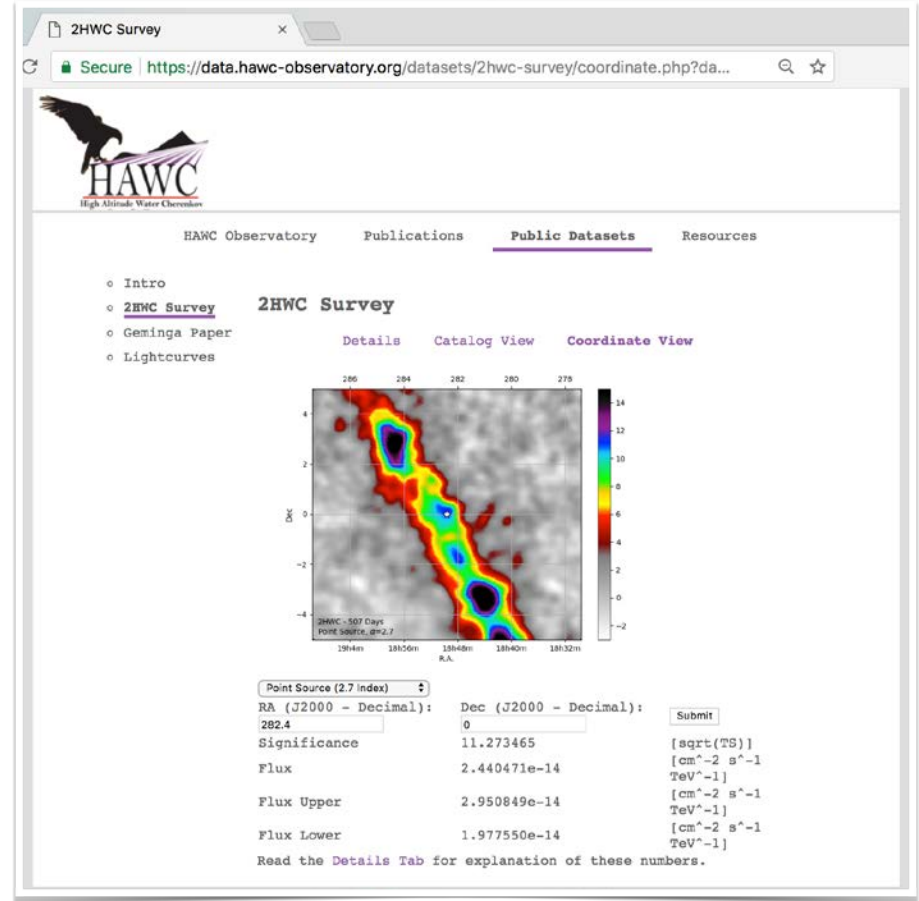 2HWC Survey ×
Secure https://data.hawc-observatory.org/datasets/2hwc-survey/coordinate.php?da...
HAWC
High Altitude Water Cherenkov
HAWC Observatory Publications Public Datasets Resources
Intro
2HWC Survey
Geminga Paper
Lightcurves
2HWC Survey
Details Catalog View Coordinate View
286 284 282 280 278
4
2
0
−2
−4
Dec
2HWC - 507 Days
Point Source, α=2.7
19h4m 18h56m 18h48m 18h40m 18h32m
R.A.
14
12
10
8
6
4
2
0
−2
Point Source (2.7 Index)
RA (J2000 - Decimal): Dec (J2000 - Decimal):
282.4 0 Submit
Significance 11.273465 [sqrt(TS)]
Flux 2.440471e-14 [cm^-2 s^-1
TeV^-1]
Flux Upper 2.950849e-14 [cm^-2 s^-1
TeV^-1]
Flux Lower 1.977550e-14 [cm^-2 s^-1
TeV^-1]
Read the Details Tab for explanation of these numbers.